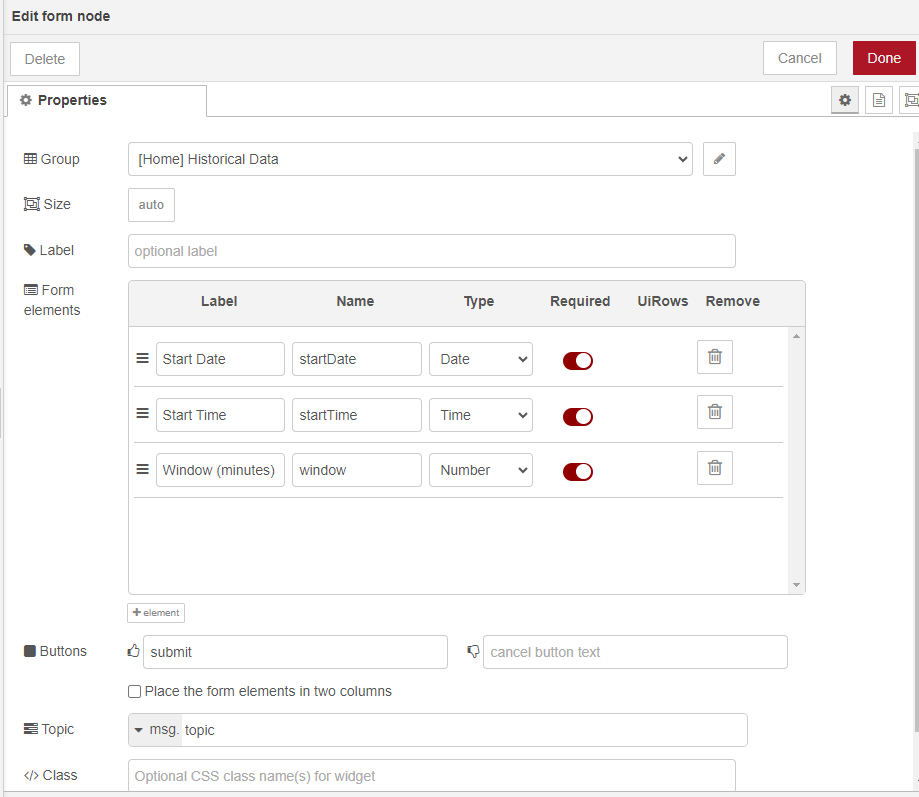 Edit form node
Delete Cancel Done
Properties
Group [Home] Historical Data
Size auto
Label optional label
Form elements
Label Name Type Required UiRows Remove
Start Date startDate Date
Start Time startTime Time
Window (minutes) window Number
+ element
Buttons submit cancel button text
Place the form elements in two columns
Topic msg. topic
</> Class Optional CSS class name(s) for widget